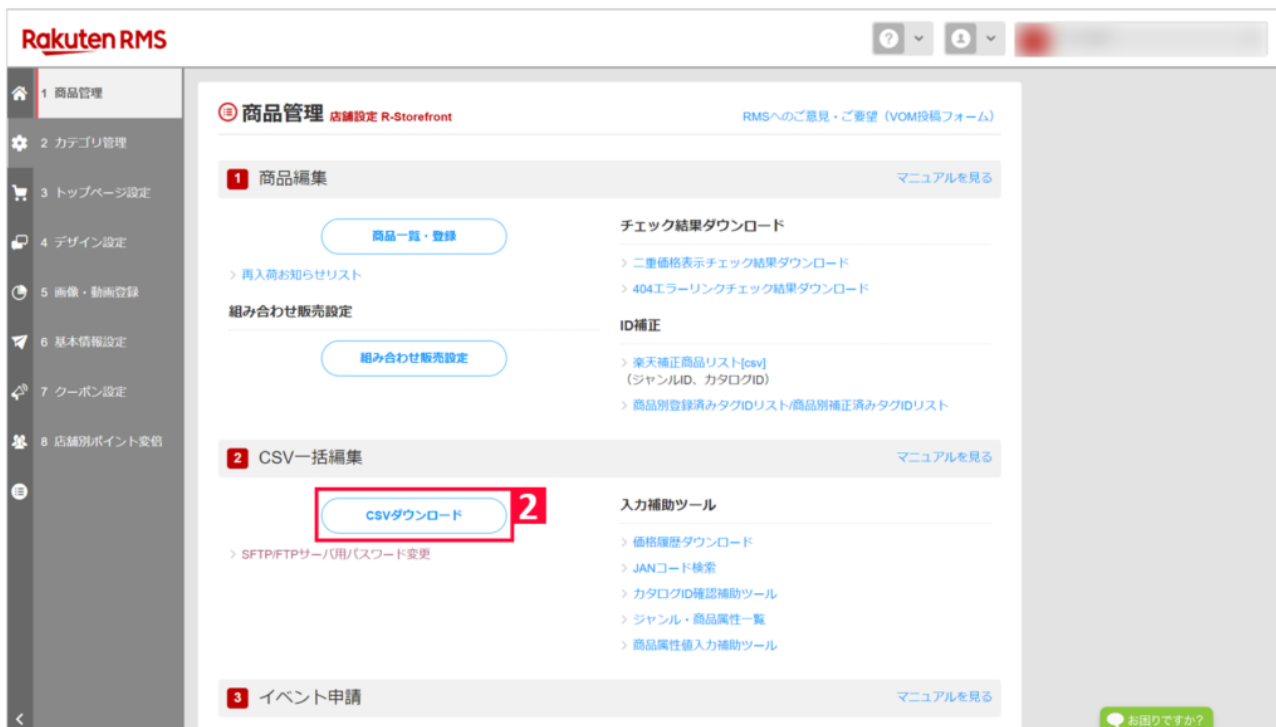 Rakuten RMS
1 商品管理
2 カテゴリ管理
3 トップページ設定
4 デザイン設定
5 画像・動画登録
6 基本情報設定
7 クーポン設定
8 店舗別ポイント変倍
商品管理 店舗設定 R-Storefront
RMSへのご意見・ご要望（VOM投稿フォーム）
1 商品編集
マニュアルを見る
商品一覧・登録
再入荷お知らせリスト
組み合わせ販売設定
組み合わせ販売設定
チェック結果ダウンロード
二重価格表示チェック結果ダウンロード
404エラーリンクチェック結果ダウンロード
ID補正
楽天補正商品リスト[csv]
（ジャンルID、カタログID）
商品別登録済みタグIDリスト/商品別補正済みタグIDリスト
2 CSV一括編集
マニュアルを見る
CSVダウンロード
2
SFTP/FTPサーバ用パスワード変更
入力補助ツール
価格履歴ダウンロード
JANコード検索
カタログID確認補助ツール
ジャンル・商品属性一覧
商品属性値入力補助ツール
3 イベント申請
マニュアルを見る
お困りですか?